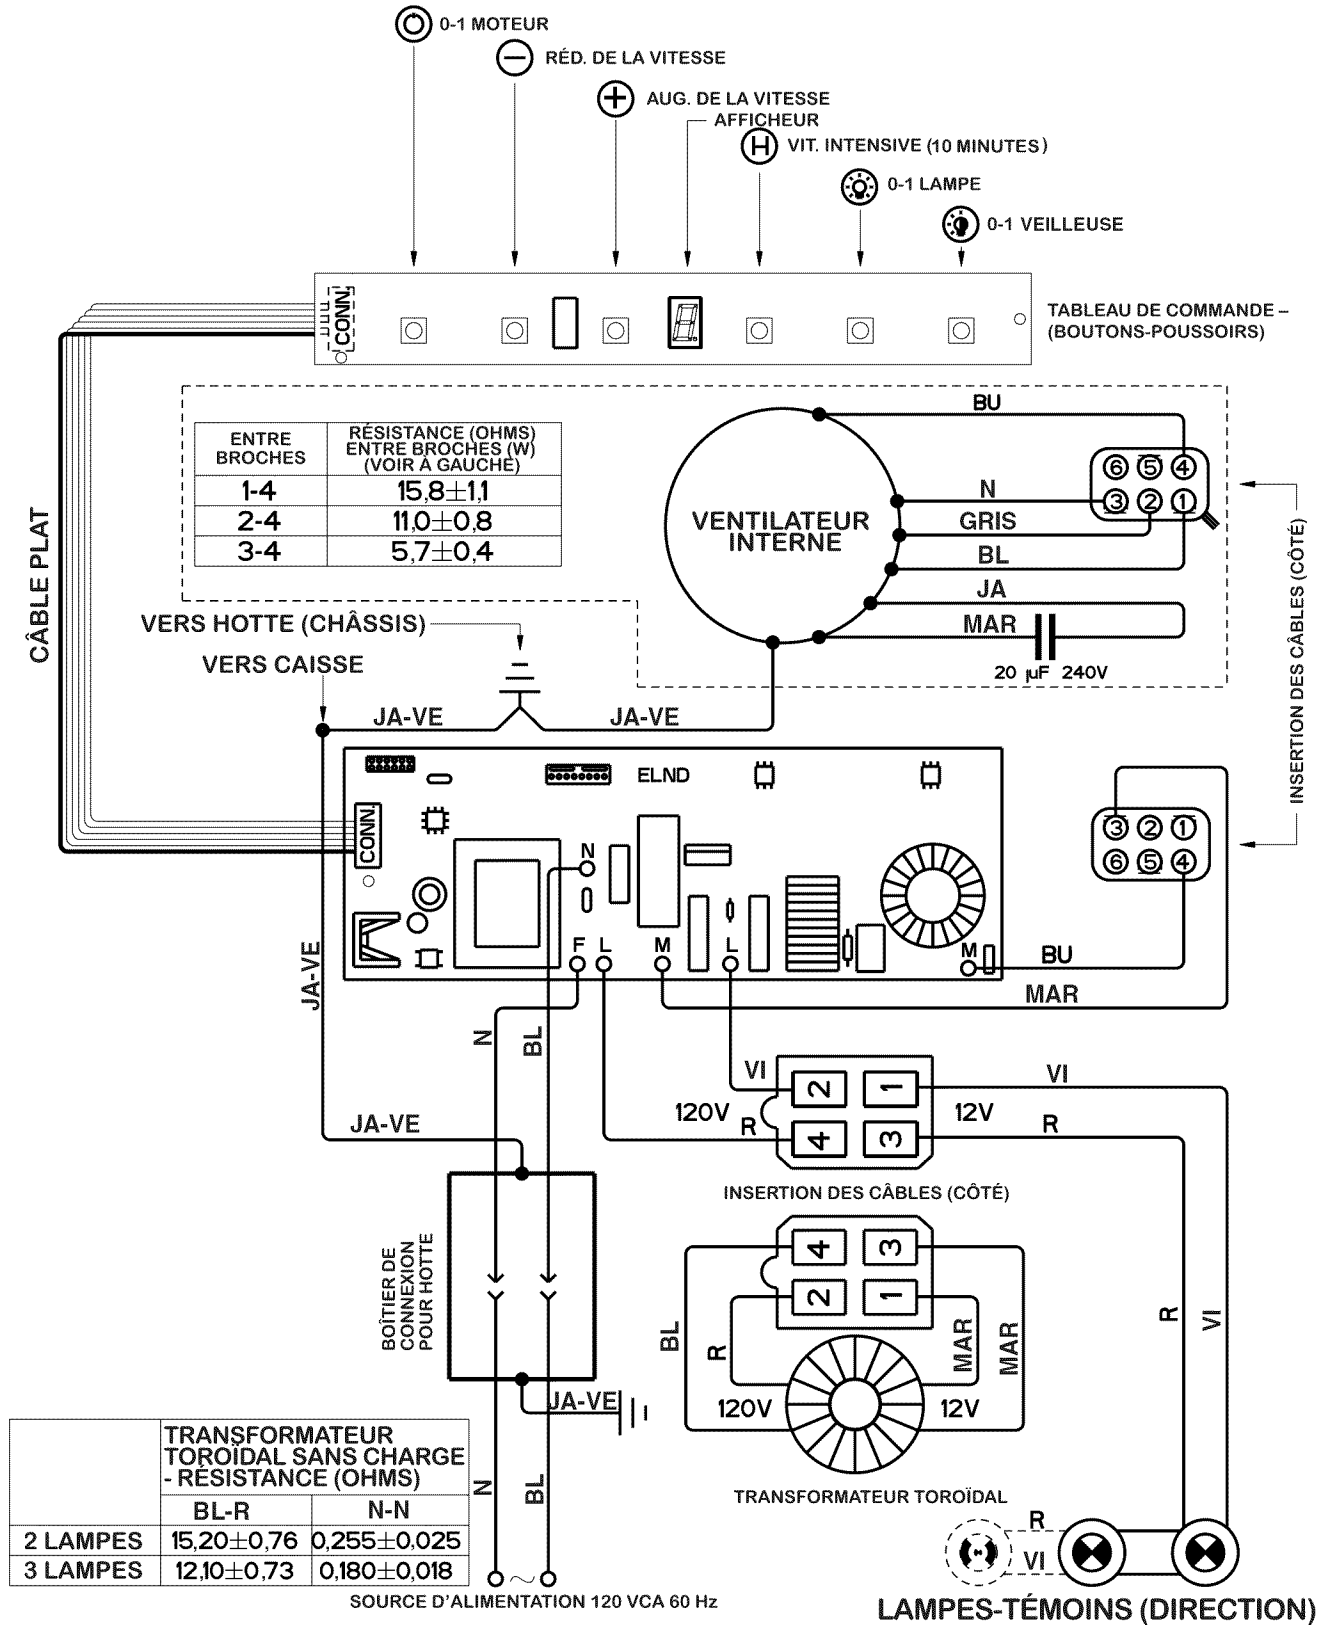 0-1 MOTEUR
RÉD. DE LA VITESSE
AUG. DE LA VITESSE
AFFICHEUR
H
VIT. INTENSIVE (10 MINUTES)
0-1 LAMPE
0-1 VEILLEUSE
CONN.
TABLEAU DE COMMANDE –
(BOUTONS-POUSSOIRS)
CÂBLE PLAT
ENTRE
BROCHES
RÉSISTANCE (OHMS)
ENTRE BROCHES (W)
(VOIR À GAUCHE)
1-4 15,8±1,1
2-4 11,0±0,8
3-4 5,7±0,4
VENTILATEUR
INTERNE
BU
N
GRIS
BL
JA
MAR
20 µF 240V
6 5 4
3 2 1
INSERTION DES CÂBLES (CÔTÉ)
VERS HOTTE (CHÂSSIS)
VERS CAISSE
JA-VE
JA-VE
ELND
CONN.
N
F L M L
M
3 2 1
6 5 4
BU
MAR
JA-VE
N
BL
VI
120V
R
2 1
4 3
12V
VI
R
INSERTION DES CÂBLES (CÔTÉ)
JA-VE
BOÎTIER DE
CONNEXION
POUR HOTTE
JA-VE
4 3
2 1
BL
R
MAR
MAR
120V
12V
TRANSFORMATEUR TOROÏDAL
R
VI
TRANSFORMATEUR
TOROÏDAL SANS CHARGE
- RÉSISTANCE (OHMS)
BL-R N-N
2 LAMPES 15,20±0,76 0,255±0,025
3 LAMPES 12,10±0,73 0,180±0,018
N
BL
SOURCE D'ALIMENTATION 120 VCA 60 Hz
R
VI
LAMPES-TÉMOINS (DIRECTION)